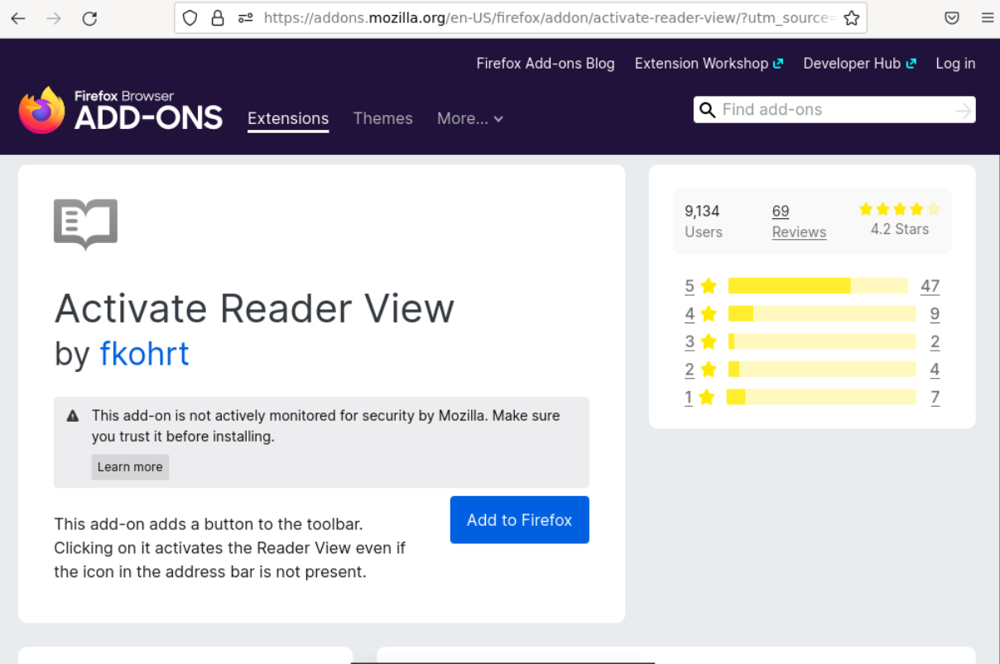 https://addons.mozilla.org/en-US/firefox/addon/activate-reader-view/?utm_source=
Firefox Add-ons Blog Extension Workshop Developer Hub Log in
Firefox Browser
ADD-ONS
Extensions Themes More...
Find add-ons
Activate Reader View
by fkohrt
This add-on is not actively monitored for security by Mozilla. Make sure
you trust it before installing.
Learn more
This add-on adds a button to the toolbar.
Clicking on it activates the Reader View even if
the icon in the address bar is not present.
Add to Firefox
9,134 69
Users Reviews 4.2 Stars
5 47
4 9
3 2
2 4
1 7